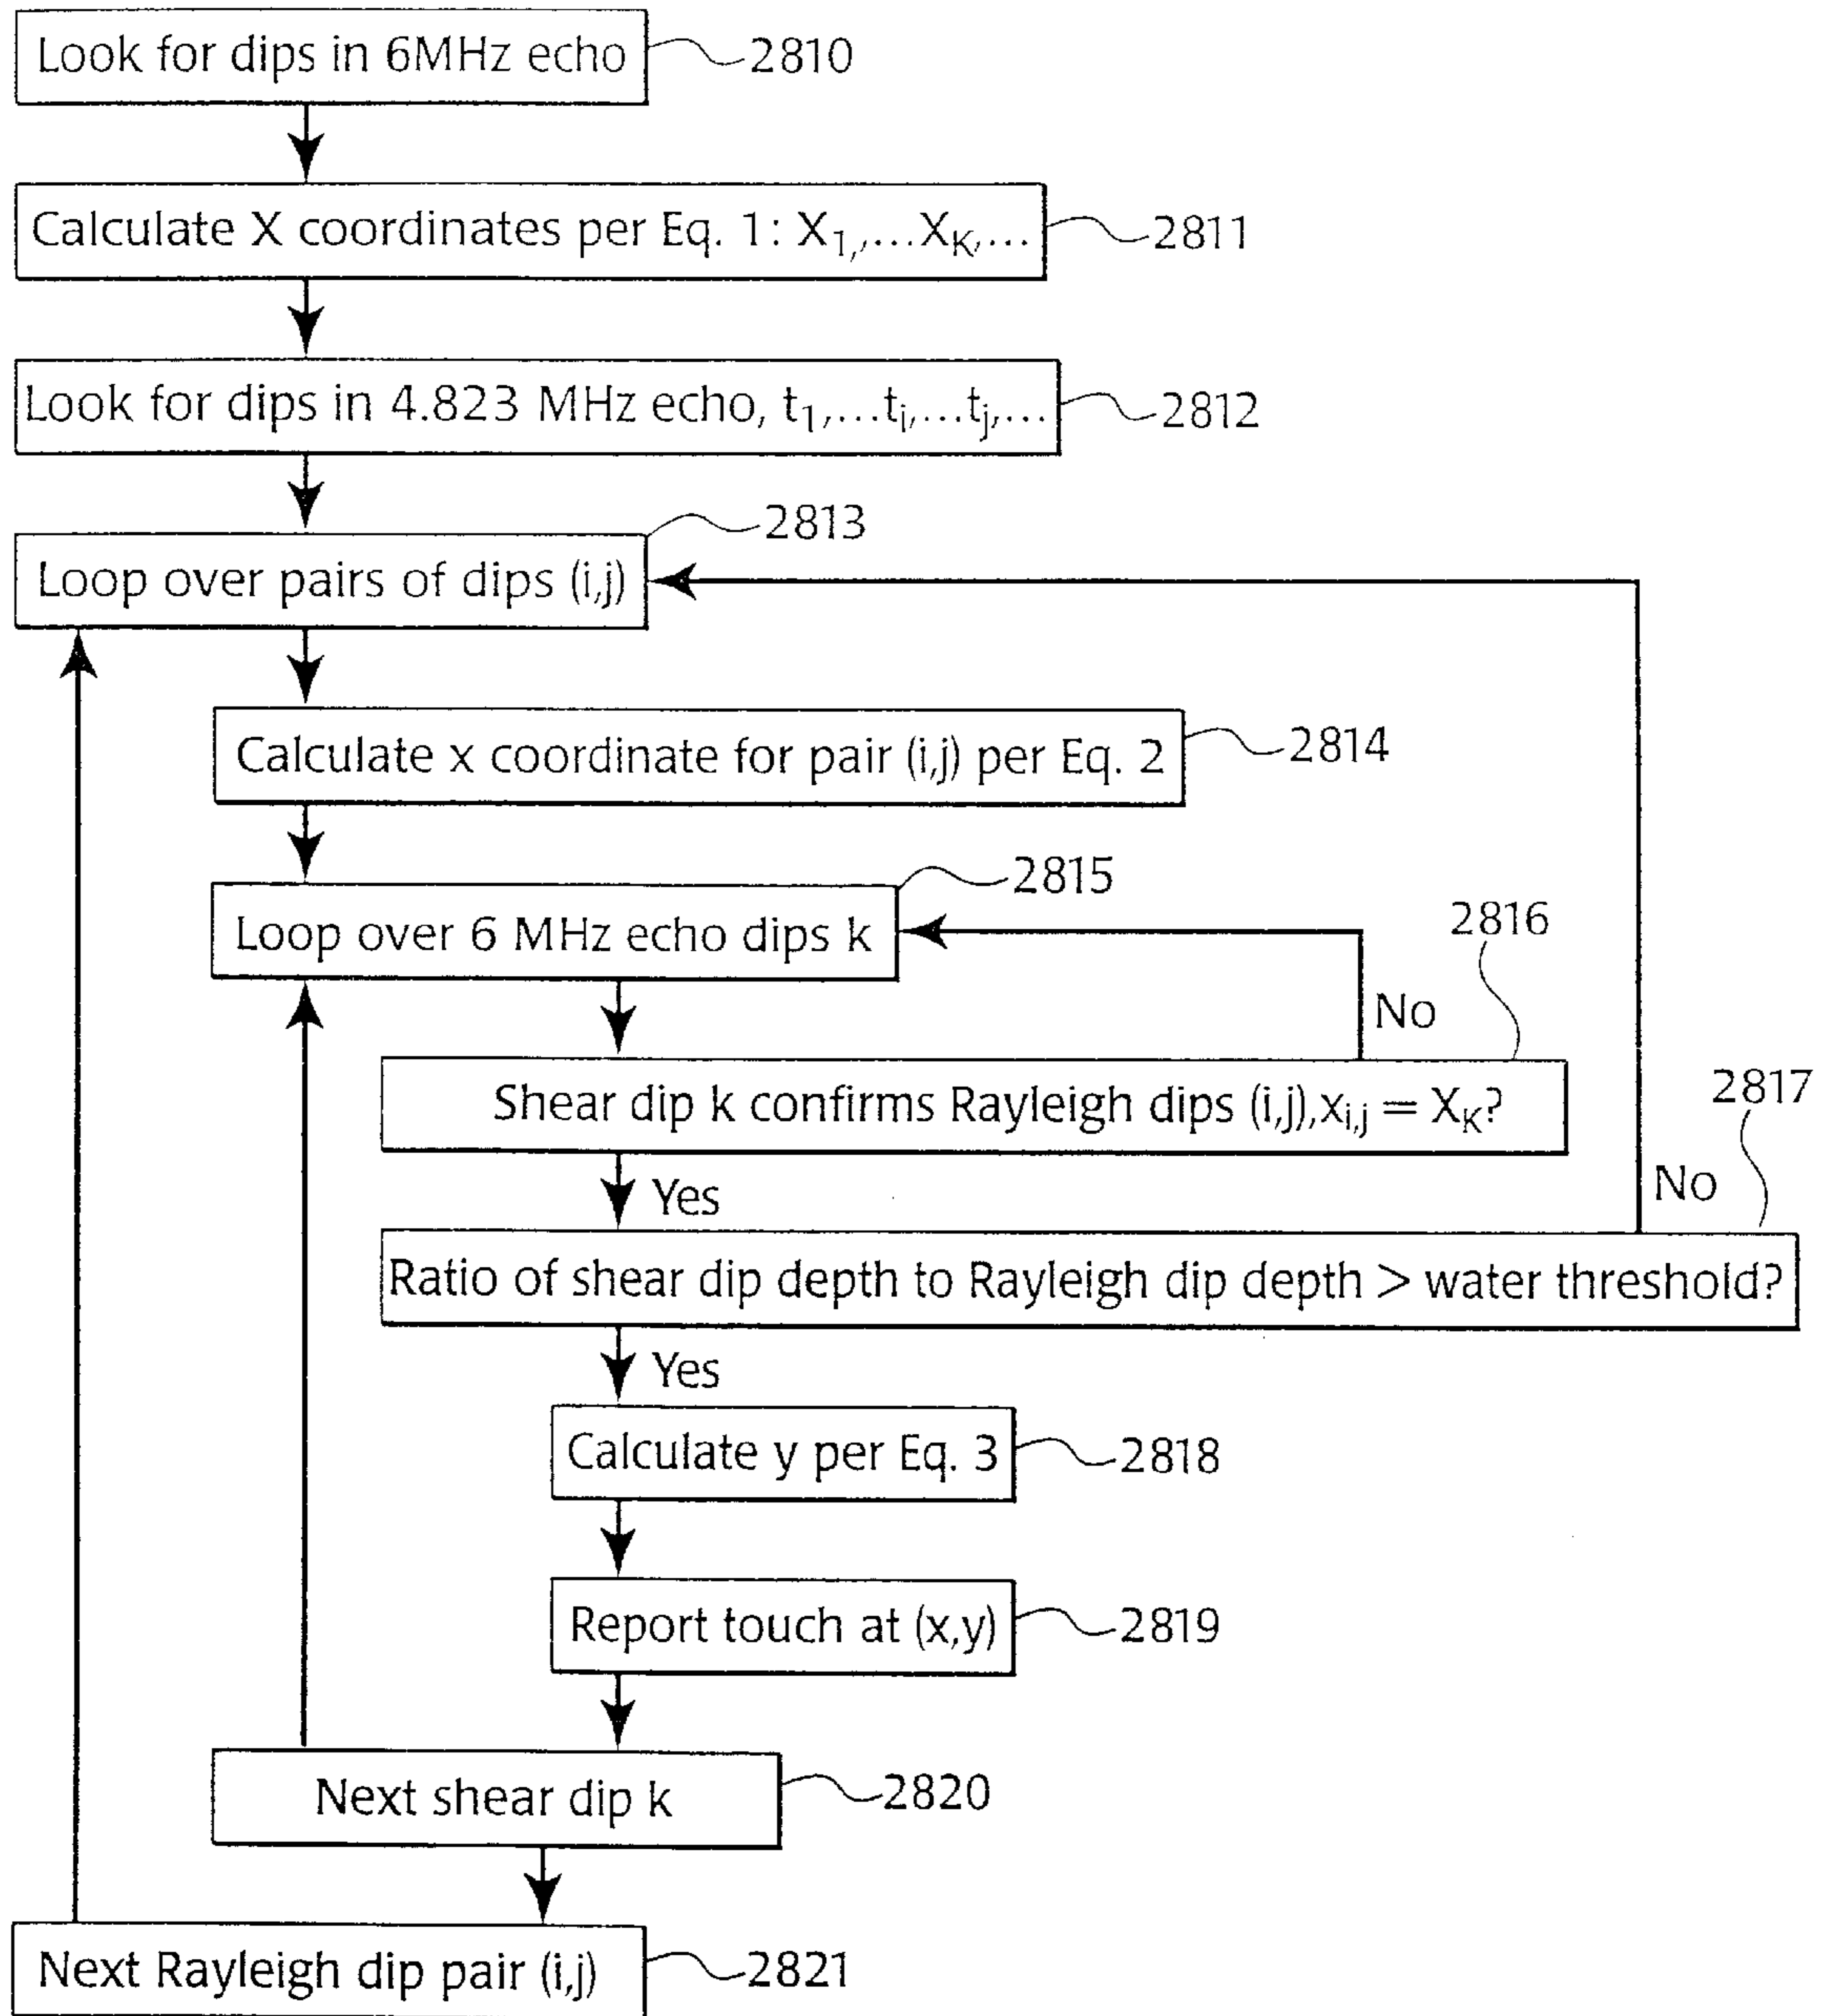 Look for dips in 6MHz echo
2810
Calculate X coordinates per Eq. 1: X1,,...XK,...
2811
Look for dips in 4.823 MHz echo, t1,...ti,...tj,...
2812
2813
Loop over pairs of dips (i,j)
Calculate x coordinate for pair (i,j) per Eq. 2
2814
2815
Loop over 6 MHz echo dips k
2816
No
Shear dip k confirms Rayleigh dips (i,j),xi,j = XK?
2817
No
Yes
Ratio of shear dip depth to Rayleigh dip depth > water threshold?
Yes
Calculate y per Eq. 3
2818
Report touch at (x,y)
2819
Next shear dip k
2820
Next Rayleigh dip pair (i,j)
2821